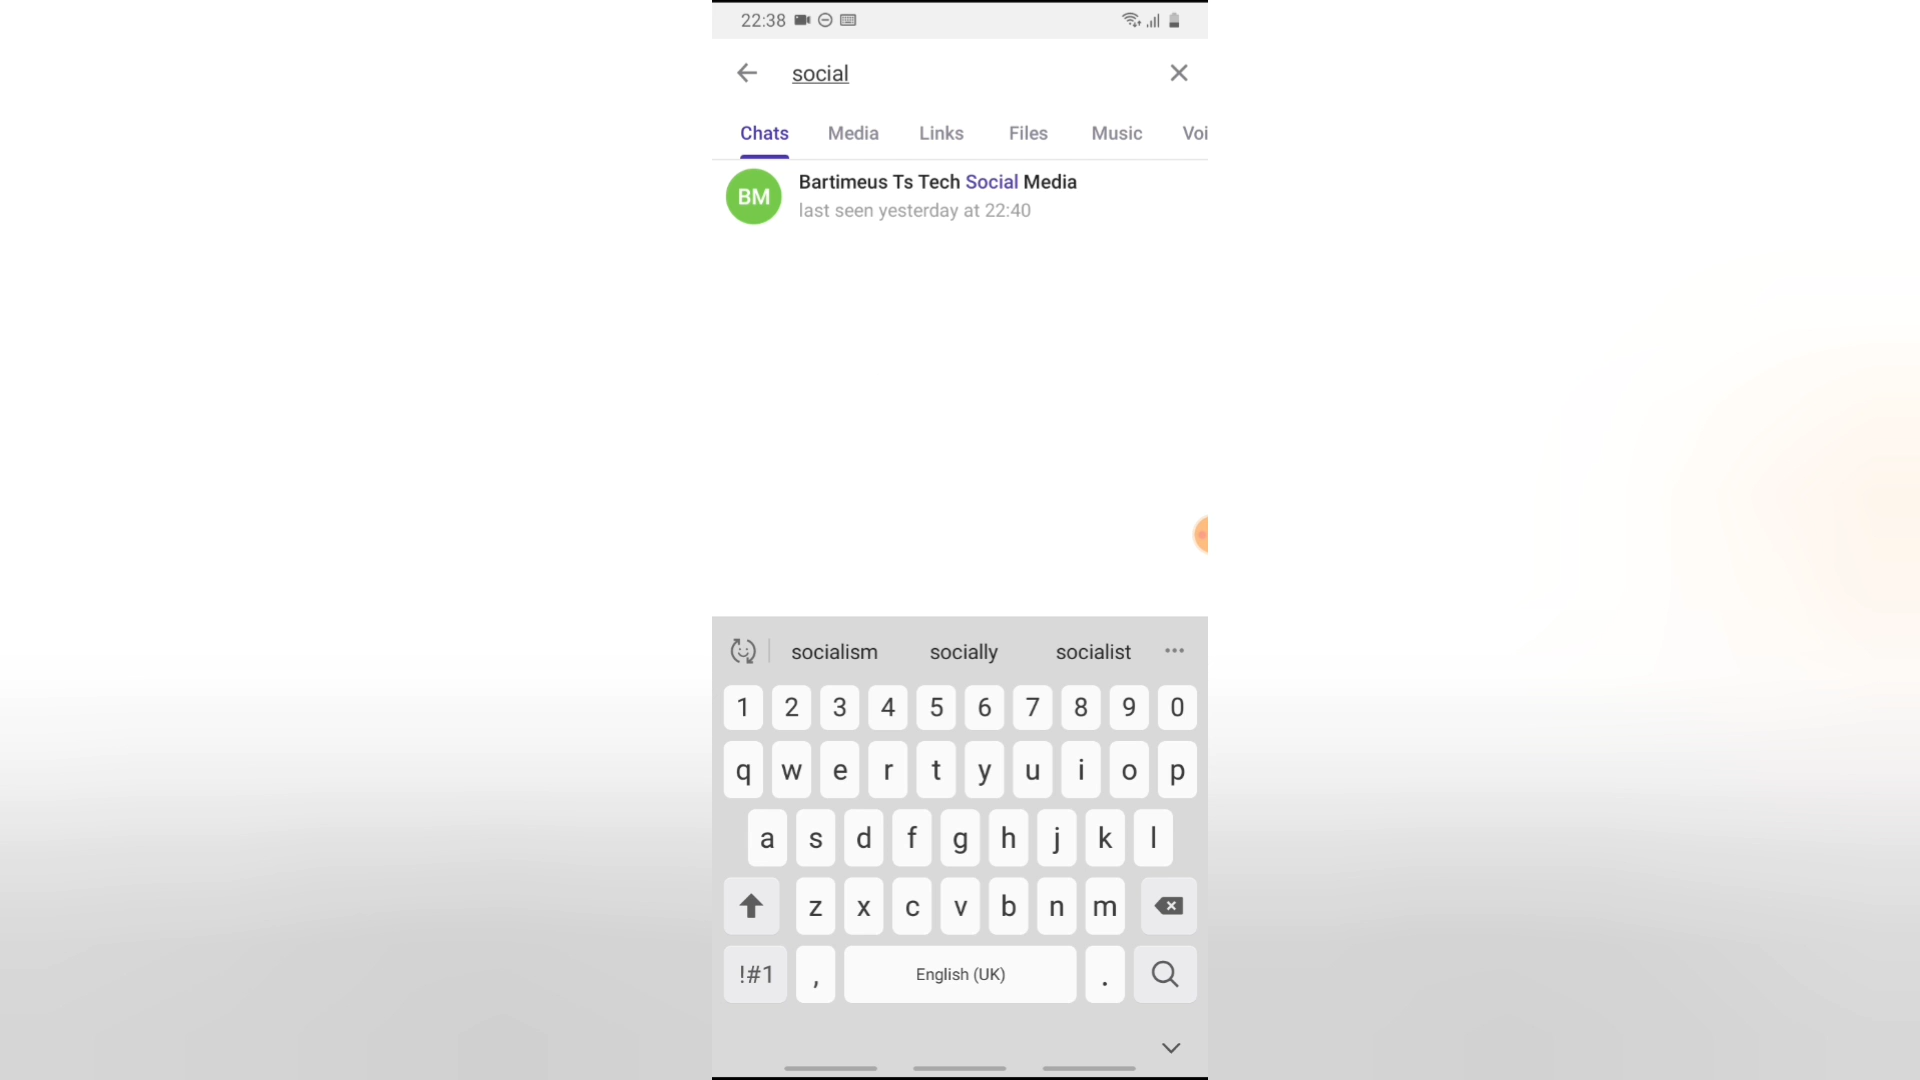 22:38
social
Chats Media Links Files Music Voi
BM
Bartimeus Ts Tech Social Media
last seen yesterday at 22:40
socialism socially socialist
1 2 3 4 5 6 7 8 9 0
q w e r t y u i o p
a s d f g h j k l
z x c v b n m
!#1 , English (UK) .